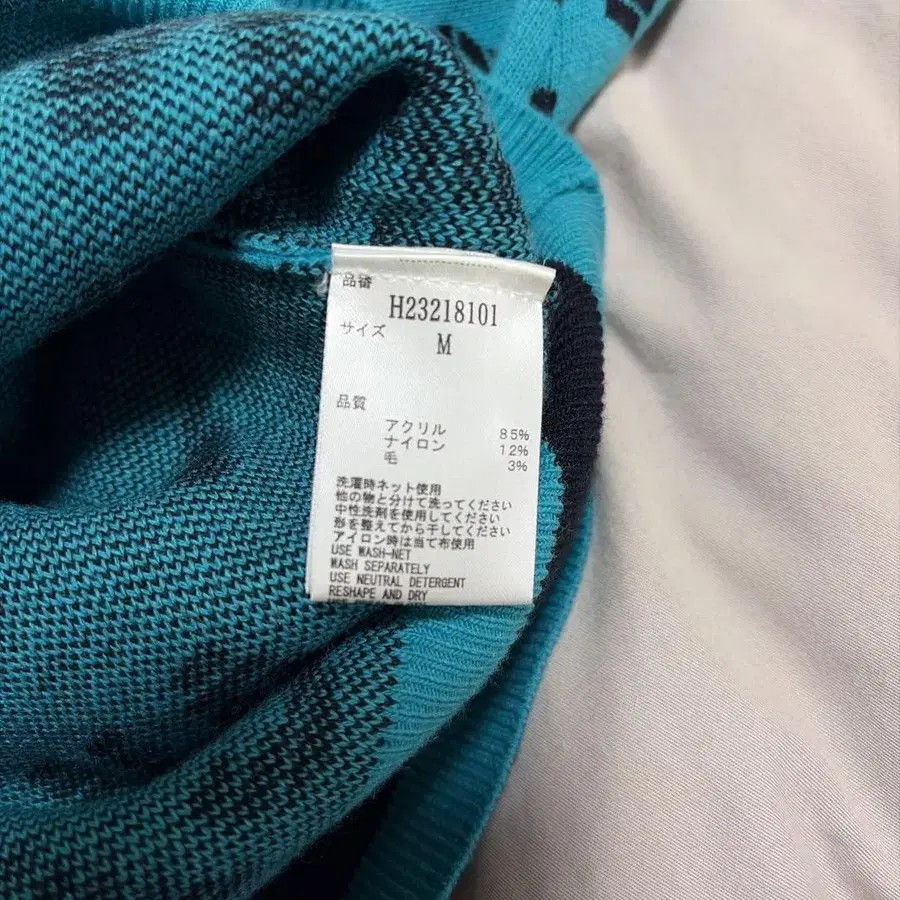 品番
H23218101
サイズ
M
品質
アクリル 85%
ナイロン 12%
毛 3%
洗濯時ネット使用
他の物と分けて洗ってください
中性洗剤を使用してください
形を整えてから干してください
アイロン時は当て布使用
USE WASH-NET
WASH SEPARATELY
USE NEUTRAL DETERGENT
RESHAPE AND DRY